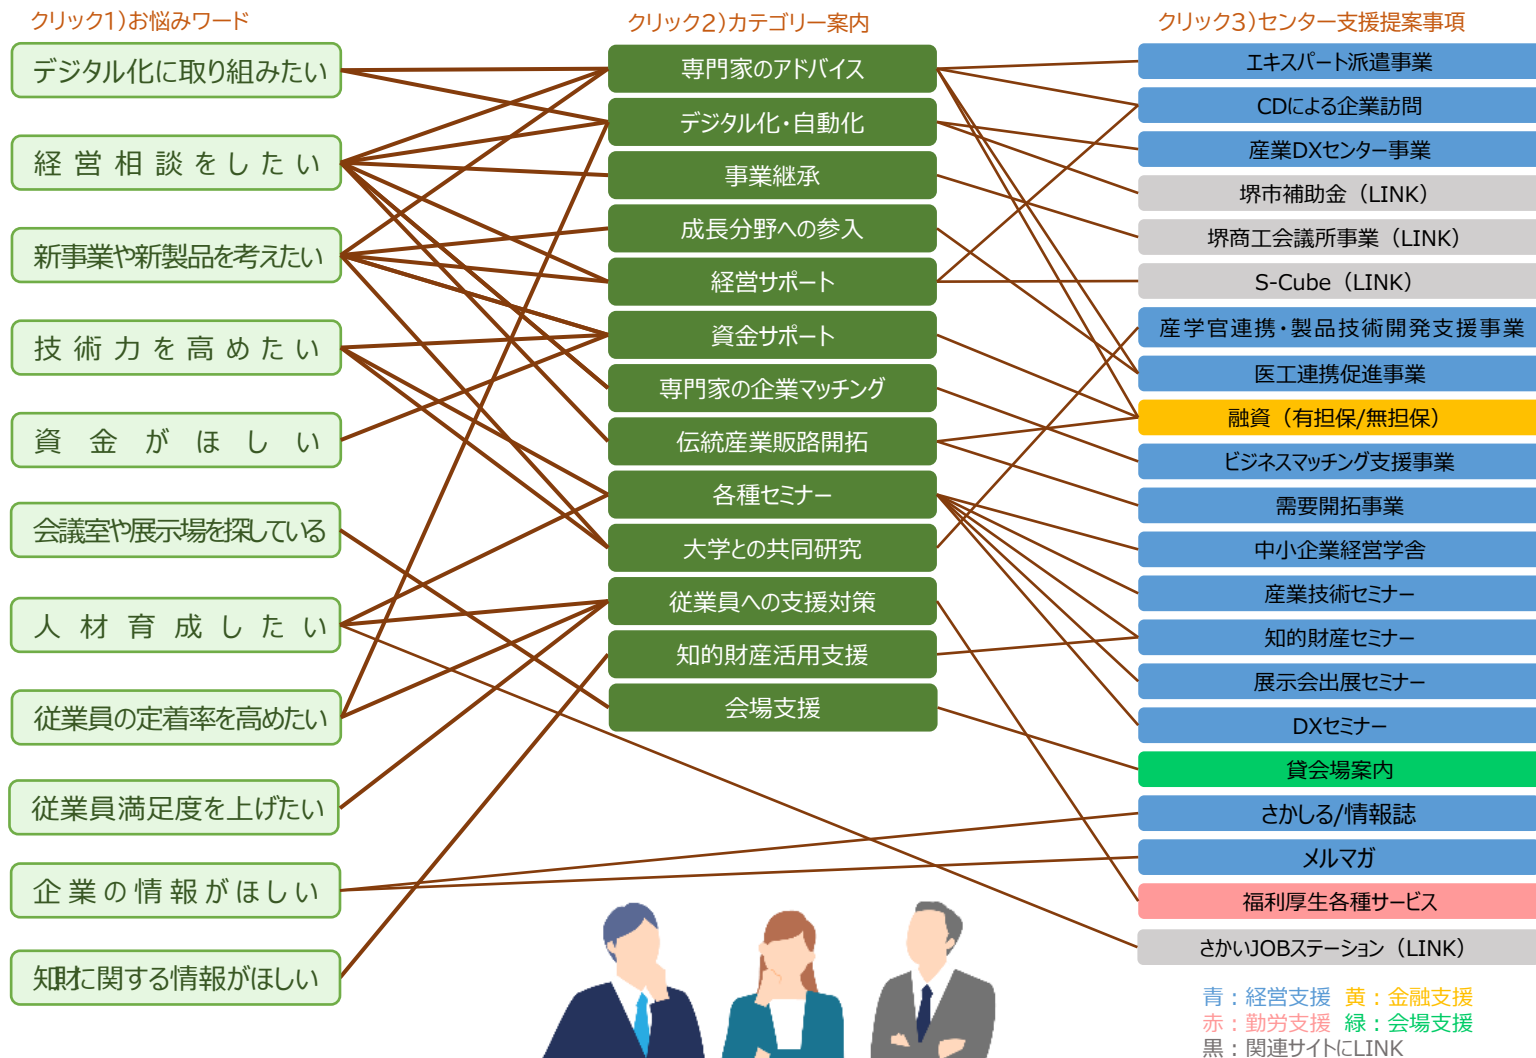 クリック1)お悩みワード
デジタル化に取り組みたい
経営相談をしたい
新事業や新製品を考えたい
技術力を高めたい
資金がほしい
会議室や展示場を探している
人材育成したい
従業員の定着率を高めたい
従業員満足度を上げたい
企業の情報がほしい
知財に関する情報がほしい
クリック2)カテゴリー案内
専門家のアドバイス
デジタル化・自動化
事業継承
成長分野への参入
経営サポート
資金サポート
専門家の企業マッチング
伝統産業販路開拓
各種セミナー
大学との共同研究
従業員への支援対策
知的財産活用支援
会場支援
クリック3)センター支援提案事項
エキスパート派遣事業
CDによる企業訪問
産業DXセンター事業
堺市補助金（LINK）
堺商工会議所事業（LINK）
S-Cube（LINK）
産学官連携・製品技術開発支援事業
医工連携促進事業
融資（有担保/無担保）
ビジネスマッチング支援事業
需要開拓事業
中小企業経営学舎
産業技術セミナー
知的財産セミナー
展示会出展セミナー
DXセミナー
貸会場案内
さかしる/情報誌
メルマガ
福利厚生各種サービス
さかいJOBステーション（LINK）
青：経営支援 黄：金融支援
赤：勤労支援 緑：会場支援
黒：関連サイトにLINK